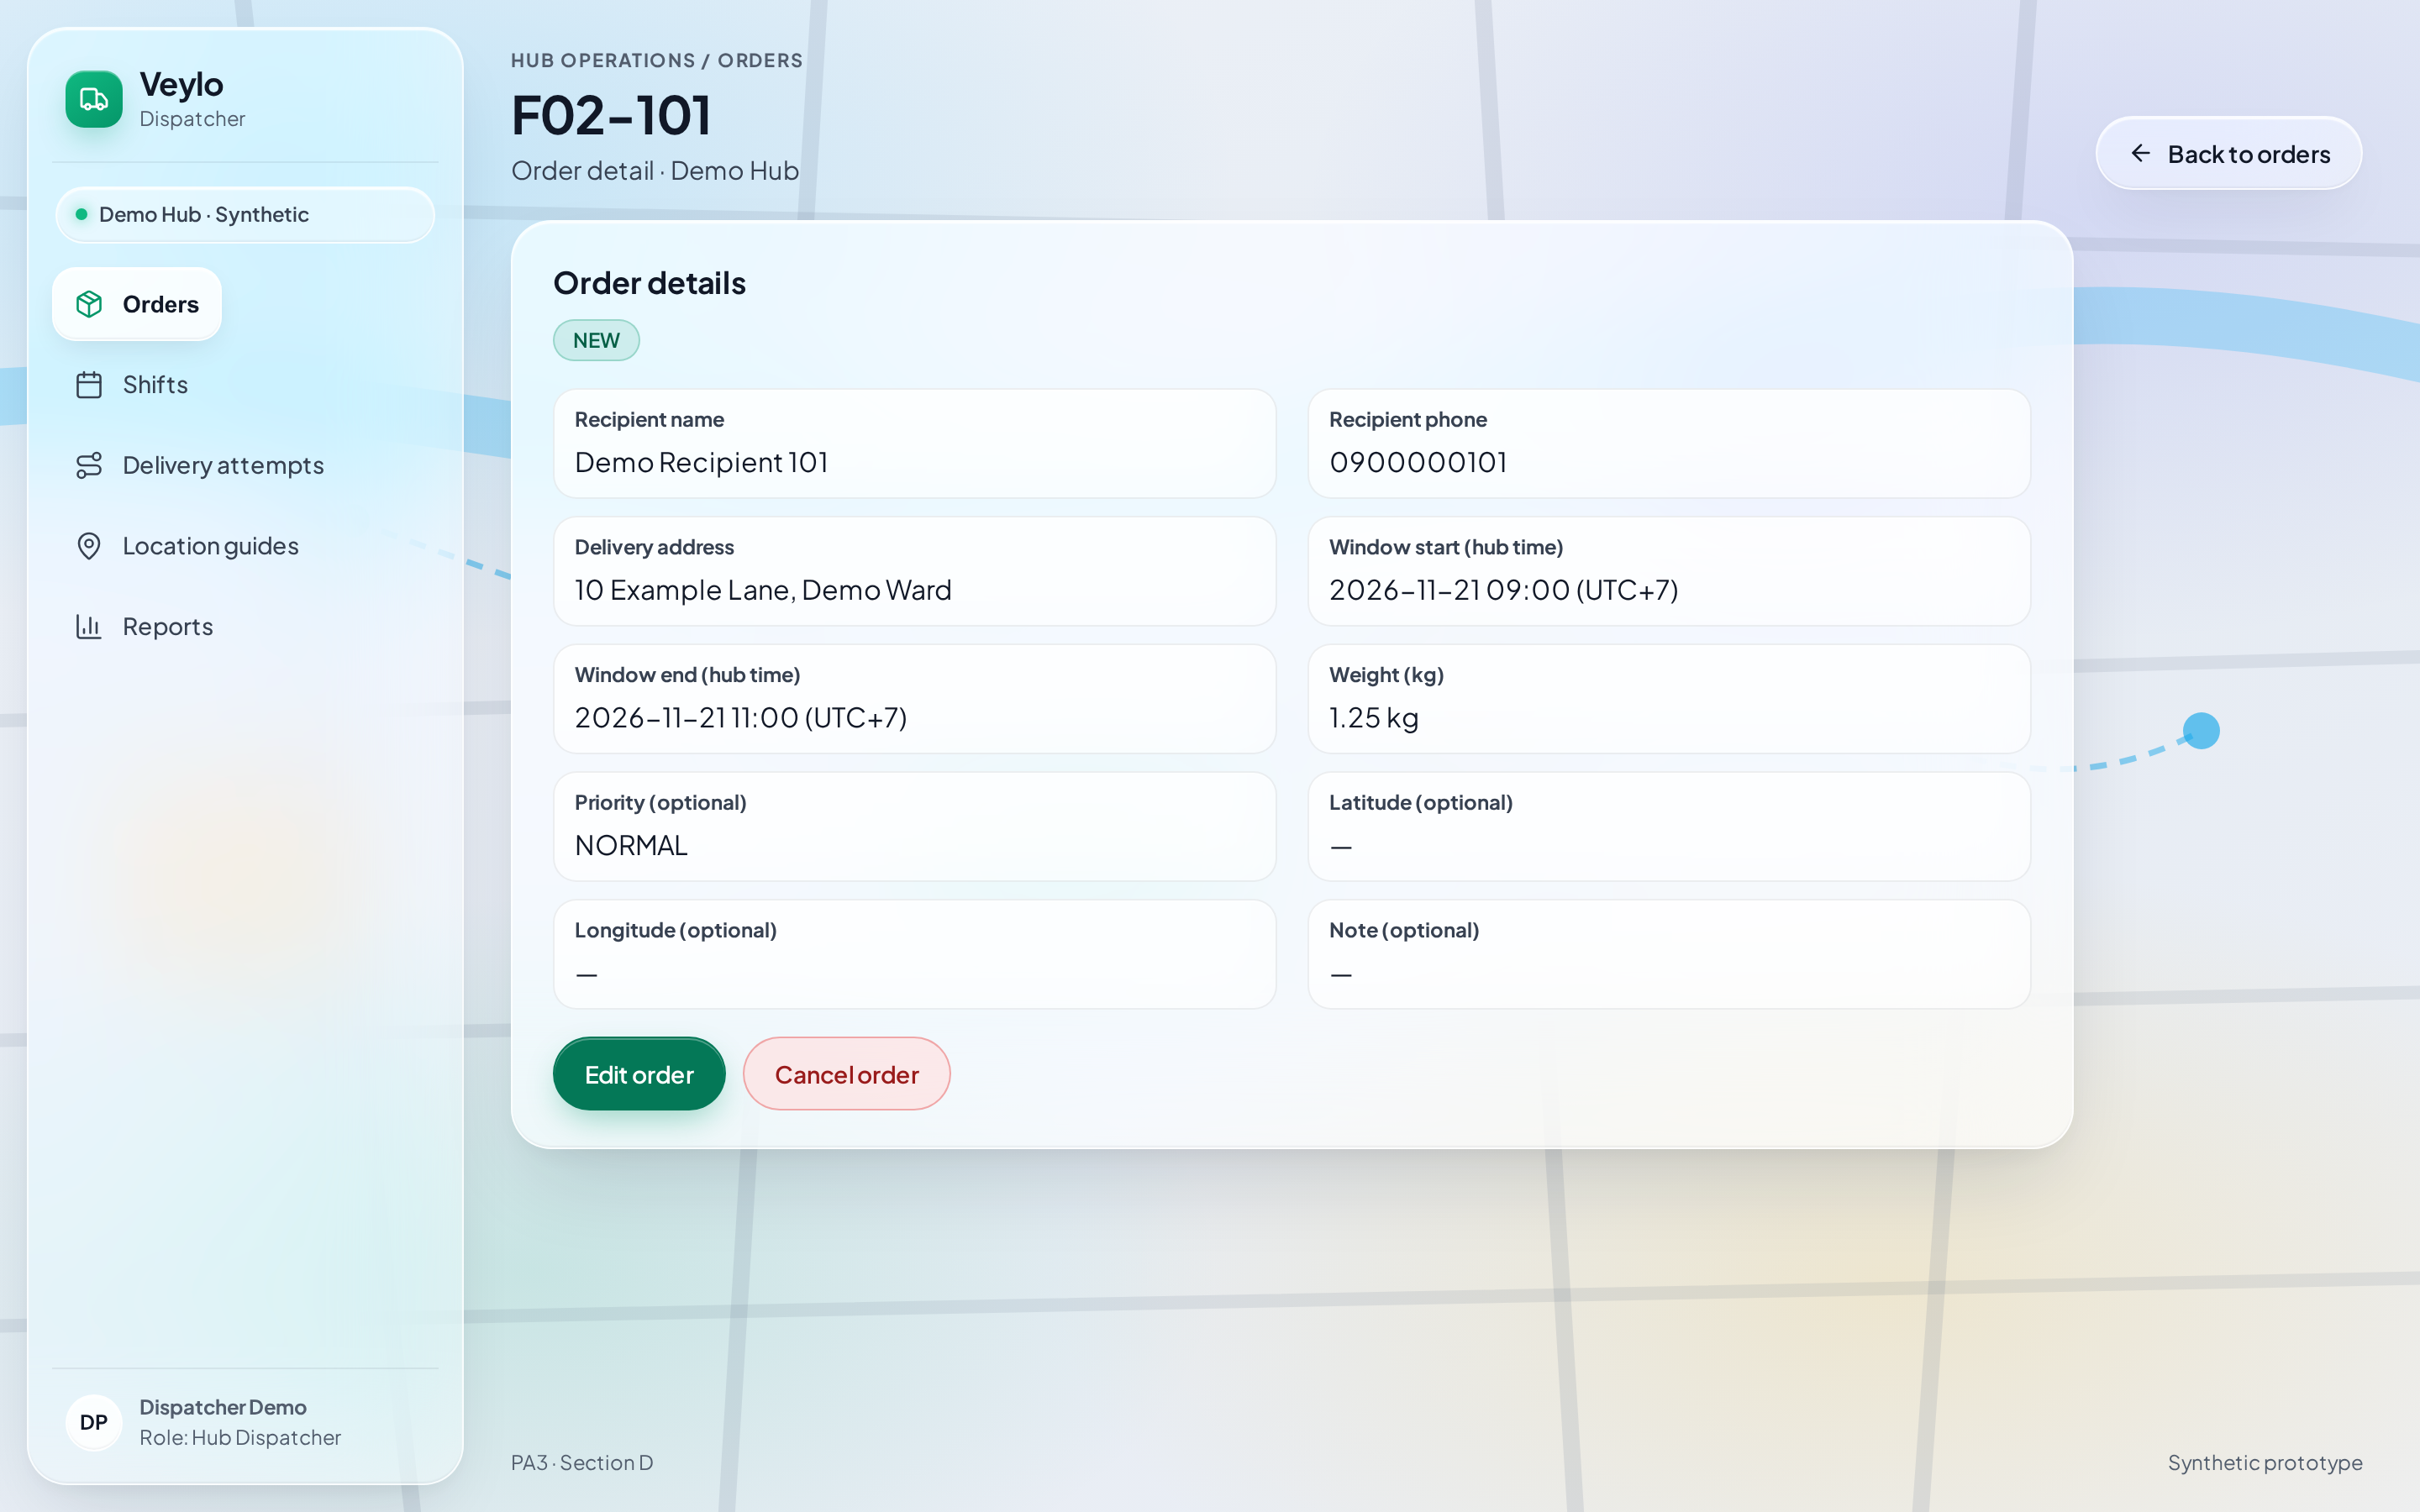 Veylo
Dispatcher
Demo Hub · Synthetic
Orders
Shifts
Delivery attempts
Location guides
Reports
DP
Dispatcher Demo
Role: Hub Dispatcher
HUB OPERATIONS / ORDERS
F02-101
Order detail · Demo Hub
Back to orders
Order details
NEW
Recipient name
Demo Recipient 101
Recipient phone
0900000101
Delivery address
10 Example Lane, Demo Ward
Window start (hub time)
2026-11-21 09:00 (UTC+7)
Window end (hub time)
2026-11-21 11:00 (UTC+7)
Weight (kg)
1.25 kg
Priority (optional)
NORMAL
Latitude (optional)
—
Longitude (optional)
—
Note (optional)
—
Edit order
Cancel order
PA3 · Section D
Synthetic prototype